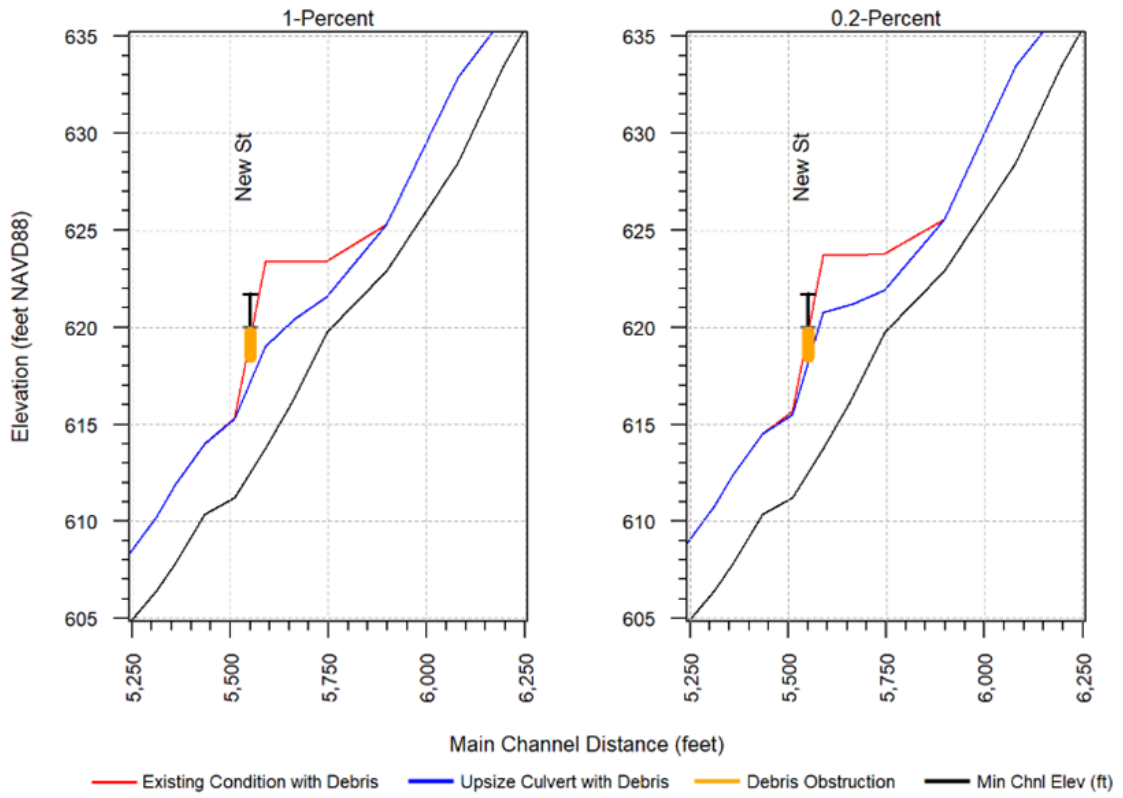 1-Percent
0.2-Percent
Elevation (feet NAVD88)
635
630
625
620
615
610
605
New St
5,250
5,500
5,750
6,000
6,250
635
630
625
620
615
610
605
New St
5,250
5,500
5,750
6,000
6,250
Main Channel Distance (feet)
Existing Condition with Debris
Upsize Culvert with Debris
Debris Obstruction
Min Chnl Elev (ft)